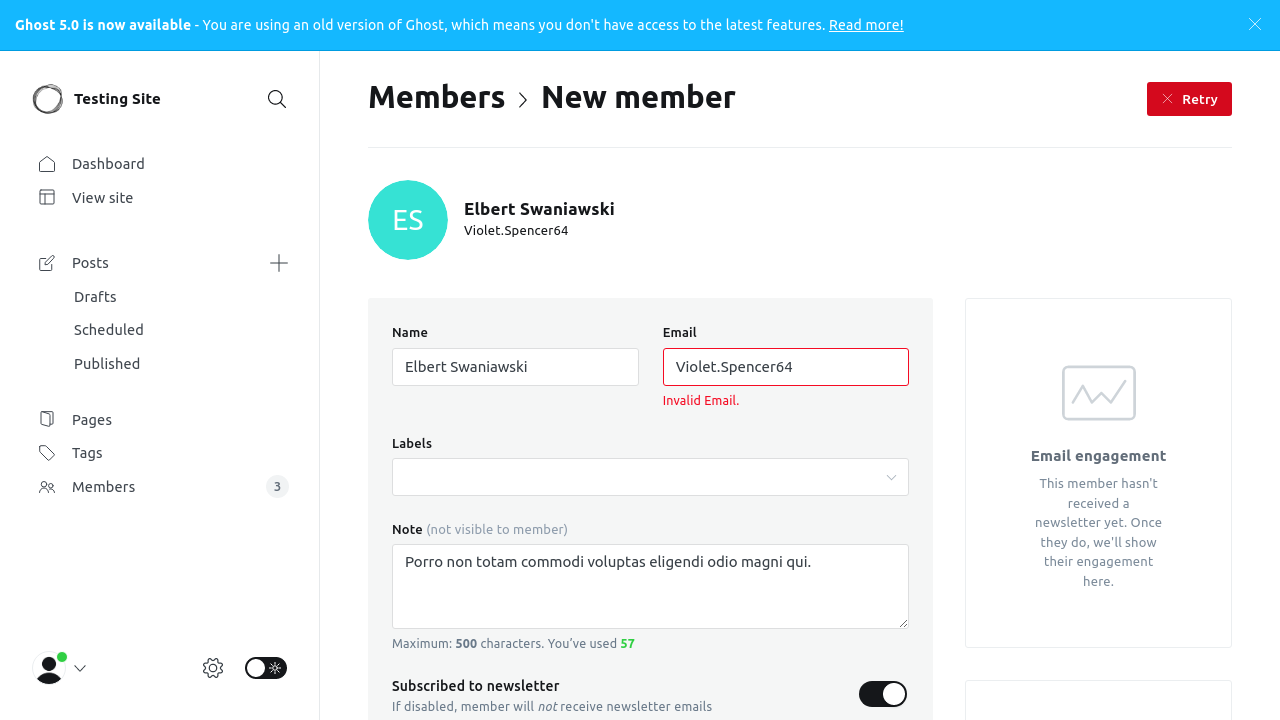 Ghost 5.0 is now available - You are using an old version of Ghost, which means you don't have access to the latest features. Read more!
Testing Site
Dashboard
View site
Posts
Drafts
Scheduled
Published
Pages
Tags
Members 3
Members > New member
Retry
ES
Elbert Swaniawski
Violet.Spencer64
Name
Elbert Swaniawski
Email
Violet.Spencer64
Invalid Email.
Labels
Note (not visible to member)
Porro non totam commodi voluptas eligendi odio magni qui.
Maximum: 500 characters. You’ve used 57
Subscribed to newsletter
If disabled, member will not receive newsletter emails
Email engagement
This member hasn't
received a
newsletter yet. Once
they do, we'll show
their engagement
here.